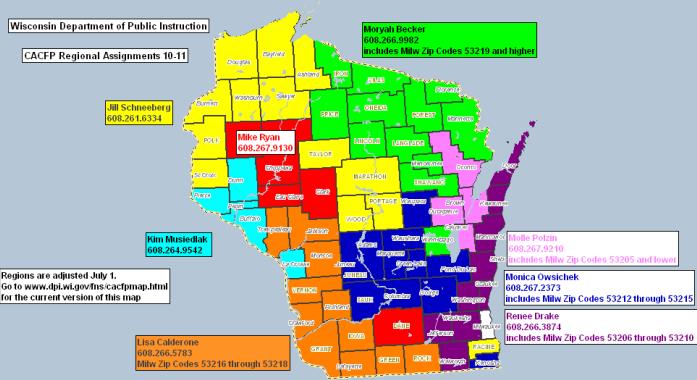 Wisconsin Department of Public Instruction
CACFP Regional Assignments 10-11
Moryah Becker
608.266.9982
includes Milw Zip Codes 53219 and higher
Jill Schneeberg
608.261.6334
Mike Ryan
608.267.9130
Kim Musiedlak
608.264.9542
Regions are adjusted July 1.
Go to www.dpi.wi.gov/fns/cacfpmap.html
for the current version of this map
Lisa Calderone
608.266.5783
Milw Zip Codes 53216 through 53218
Molle Polzin
608.267.9210
includes Milw Zip Codes 53205 and lower
Monica Owsichek
608.267.2373
includes Milw Zip Codes 53212 through 53215
Renee Drake
608.266.3874
includes Milw Zip Codes 53206 through 53210
Douglas
Bayfield
Ashland
IRON
VILAS
Burnett
Washburn
Sawyer
PRICE
ONEIDA
FOREST
Florence
Marinette
POLK
Chippewa
TAYLOR
LINCOLN
LANGLADE
Menominee
Oconto
Door
St Croix
Dunn
Eau Claire
Clark
MARATHON
SHAWANO
Pierce
Pepin
Buffalo
Trempealeau
Jackson
WOOD
PORTAGE
Waupaca
Outagamie
Brown
Kewaunee
La Crosse
Monroe
Juneau
Adams
Waushara
Winnebago
Calumet
Manitowoc
Marquette
Green Lake
Fond Du Lac
VERNON
Richland
SAUK
Columbia
Dodge
Washington
Ozaukee
Crawford
IOWA
DANE
Jefferson
Waukesha
Milwaukee
GRANT
Lafayette
GREEN
ROCK
Walworth
RACINE
Kenosha